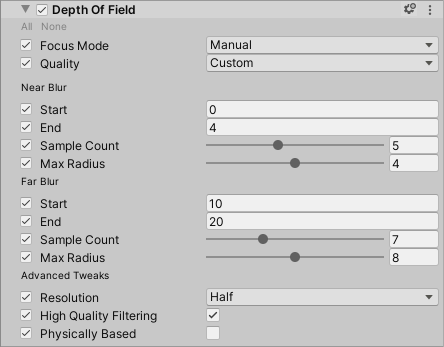 Depth Of Field
All None
Focus Mode Manual
Quality Custom
Near Blur
Start 0
End 4
Sample Count 5
Max Radius 4
Far Blur
Start 10
End 20
Sample Count 7
Max Radius 8
Advanced Tweaks
Resolution Half
High Quality Filtering
Physically Based